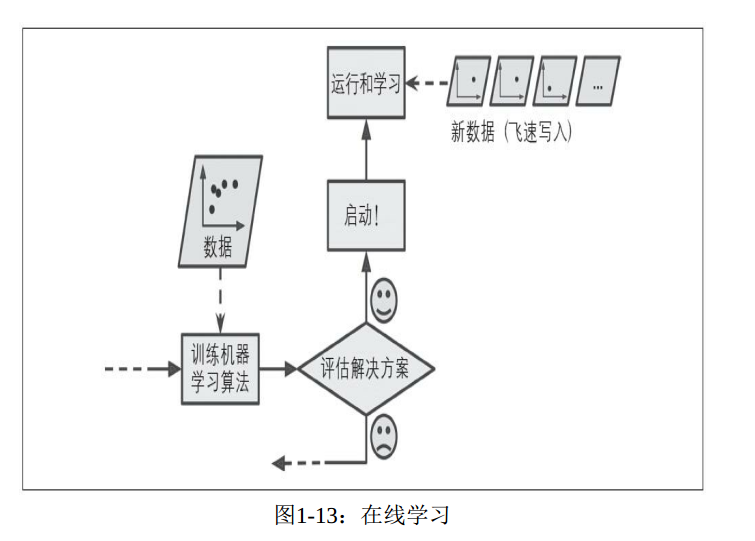 运行和学习
...
新数据（飞速写入）
启动！
数据
训练机器
学习算法
评估解决方案
图1-13：在线学习